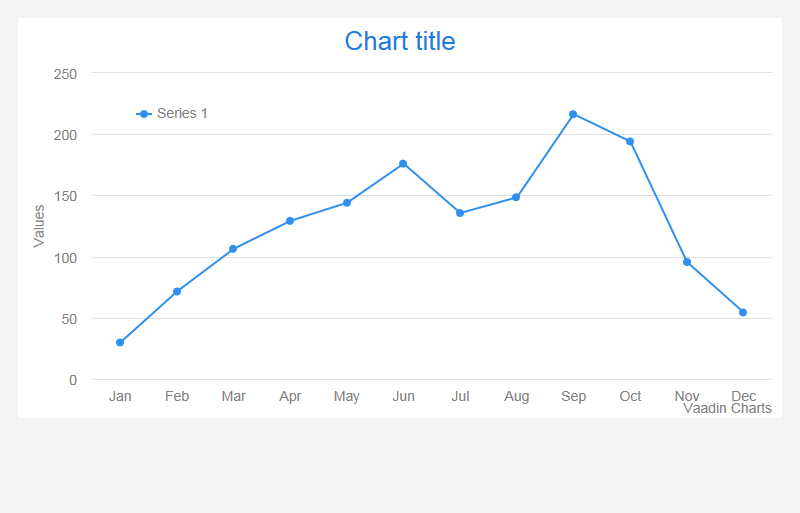 Chart title
250
Series 1
200
150
Values
100
50
0
Jan Feb Mar Apr May Jun Jul Aug Sep Oct Nov Dec
Vaadin Charts